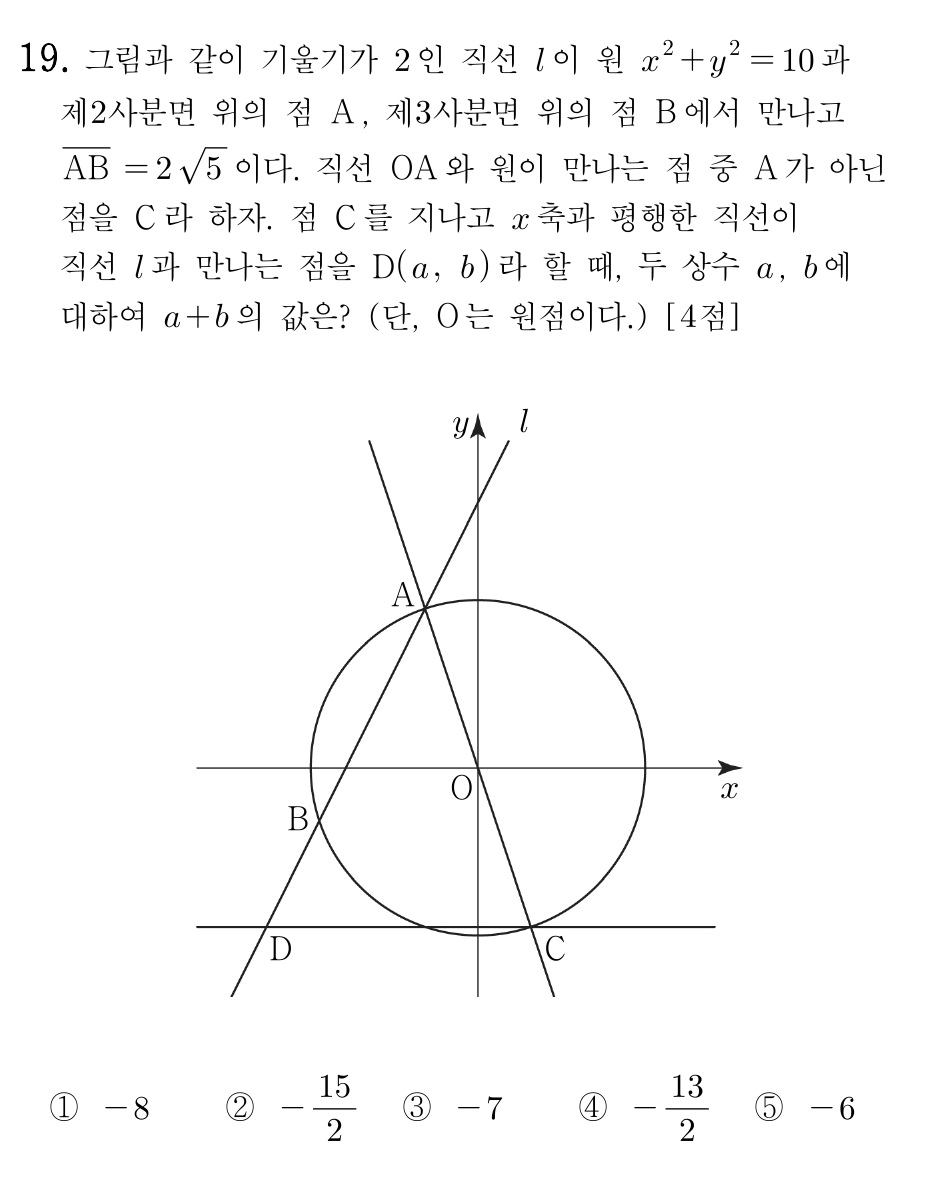 19. 그림과 같이 기울기가 2인 직선 l이 원 x²+y²=10과
제2사분면 위의 점 A, 제3사분면 위의 점 B에서 만나고
A̅B̅=2√5이다. 직선 OA와 원이 만나는 점 중 A가 아닌
점을 C라 하자. 점 C를 지나고 x축과 평행한 직선이
직선 l과 만나는 점을 D(a, b)라 할 때, 두 상수 a, b에
대하여 a+b의 값은? (단, O는 원점이다.) [4점]
y l
A
O
x
B
D C
① -8 ② -15/2 ③ -7 ④ -13/2 ⑤ -6